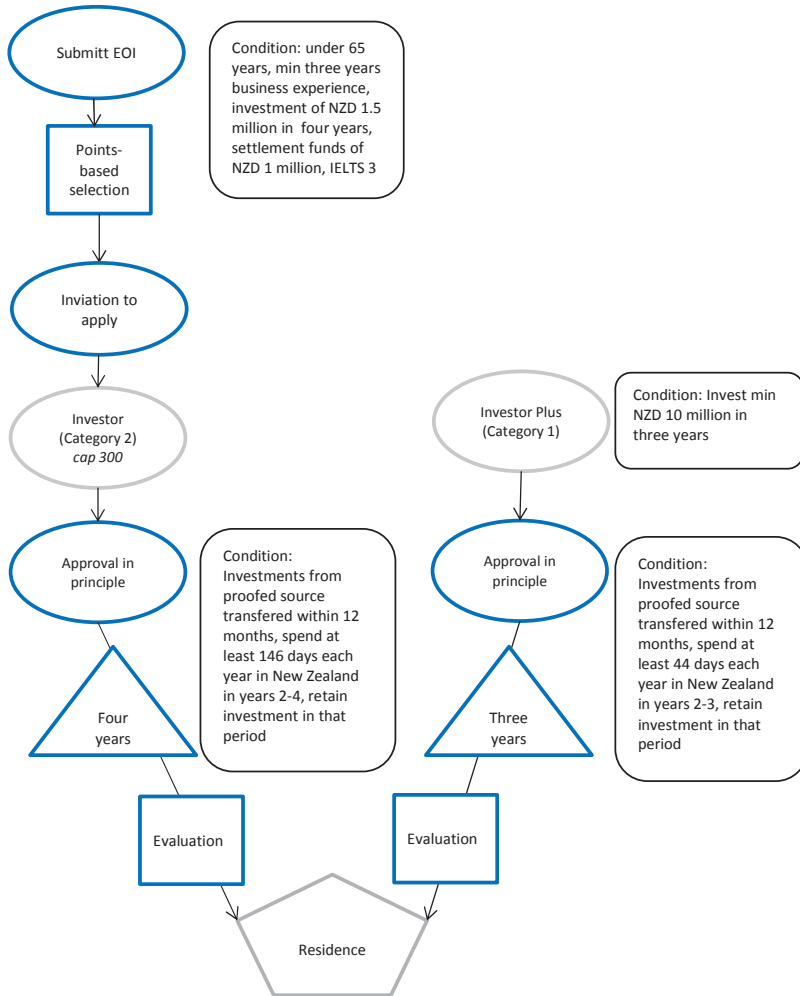 Submitt EOI
Condition: under 65
years, min three years
business experience,
investment of NZD 1.5
million in  four years,
settlement funds of
NZD 1 million, IELTS 3
Points-
based
selection
Inviation to
apply
Investor
(Category 2)
cap 300
Investor Plus
(Category 1)
Condition: Invest min
NZD 10 million in
three years
Approval in
principle
Condition:
Investments from
proofed source
transfered within 12
months, spend at
least 146 days each
year in New Zealand
in years 2-4, retain
investment in that
period
Approval in
principle
Condition:
Investments from
proofed source
transfered within 12
months, spend at
least 44 days each
year in New Zealand
in years 2-3, retain
investment in that
period
Four
years
Three
years
Evaluation
Evaluation
Residence